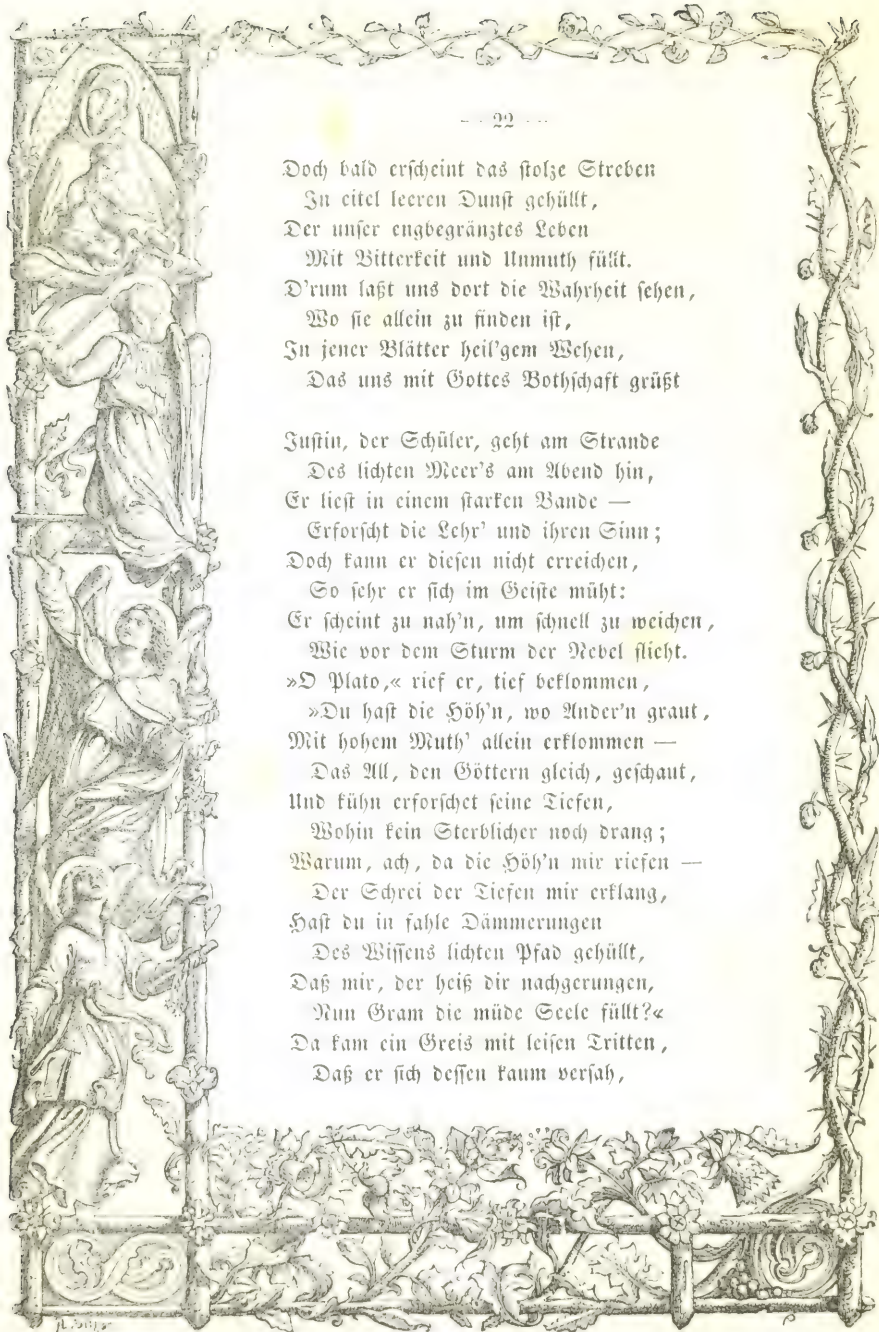 - - 22 - -
Doch bald erscheint das stolze Streben
In eitel leeren Dunst gehüllt,
Der unser engbegränztes Leben
Mit Bitterkeit und Unmuth füllt.
D'rum laßt uns dort die Wahrheit sehen,
Wo sie allein zu finden ist,
In jener Blätter heil'gem Wehen,
Das uns mit Gottes Bothschaft grüßt
Justin, der Schüler, geht am Strande
Des lichten Meer's am Abend hin,
Er liest in einem starken Bande —
Erforscht die Lehr' und ihren Sinn;
Doch kann er diesen nicht erreichen,
So sehr er sich im Geiste müht:
Er scheint zu nah'n, um schnell zu weichen,
Wie vor dem Sturm der Nebel flieht.
»O Plato,« rief er, tief beklommen,
»Du hast die Höh'n, wo Ander'n graut,
Mit hohem Muth' allein erklommen —
Das All, den Göttern gleich, geschaut,
Und kühn erforschet seine Tiefen,
Wohin kein Sterblicher noch drang;
Warum, ach, da die Höh'n mir riefen —
Der Schrei der Tiefen mir erklang,
Hast du in fahle Dämmerungen
Des Wissens lichten Pfad gehüllt,
Daß mir, der heiß dir nachgerungen,
Nun Gram die müde Seele füllt?«
Da kam ein Greis mit leisen Tritten,
Daß er sich dessen kaum versah,